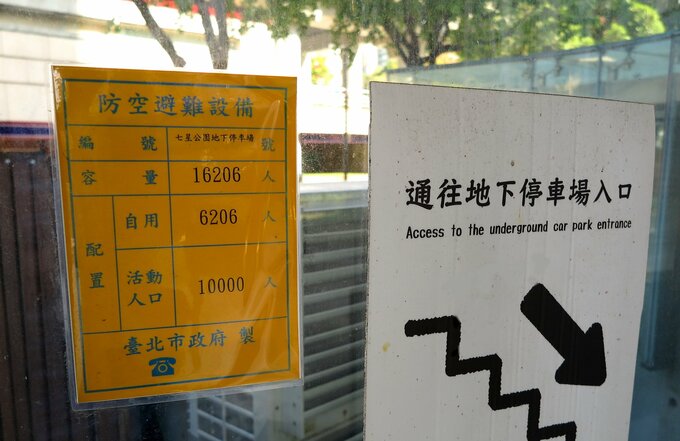 防空避難設備
編號 七星公園地下停車場 號
容量 16206 人
配置
自用 6206 人
活動人口 10000 人
臺北市政府 製
通往地下停車場入口
Access to the underground car park entrance